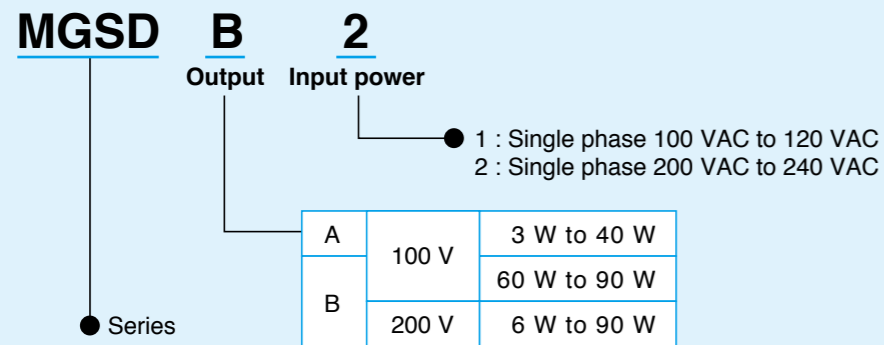 MGSD B 2
Output Input power
1 : Single phase 100 VAC to 120 VAC
2 : Single phase 200 VAC to 240 VAC
A 100 V 3 W to 40 W
B 60 W to 90 W
200 V 6 W to 90 W
Series